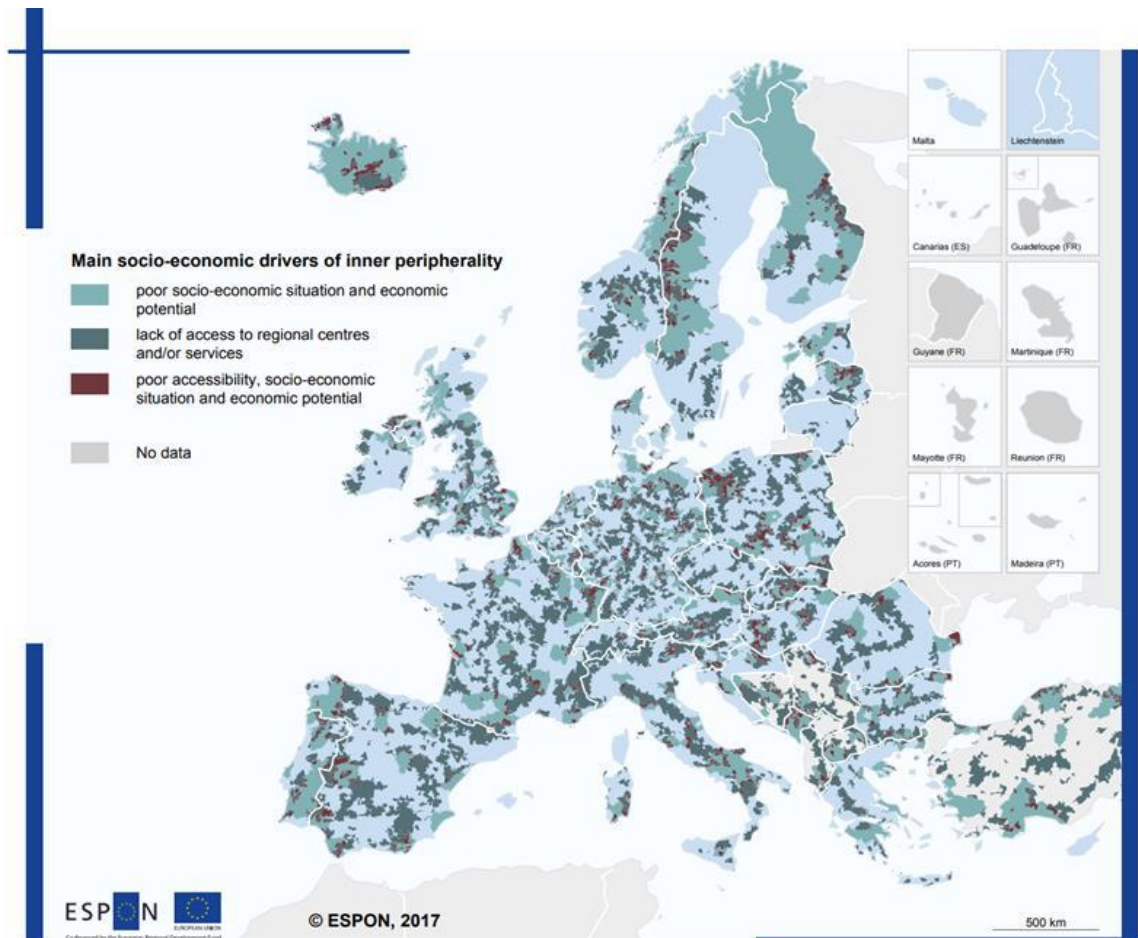 Main socio-economic drivers of inner peripherality
poor socio-economic situation and economic
potential
lack of access to regional centres
and/or services
poor accessibility, socio-economic
situation and economic potential
No data
Malta
Liechtenstein
Canarias (ES)
Guadeloupe (FR)
Guyane (FR)
Martinique (FR)
Mayotte (FR)
Reunion (FR)
Acores (PT)
Madeira (PT)
ESPON
EUROPEAN UNION
© ESPON, 2017
500 km